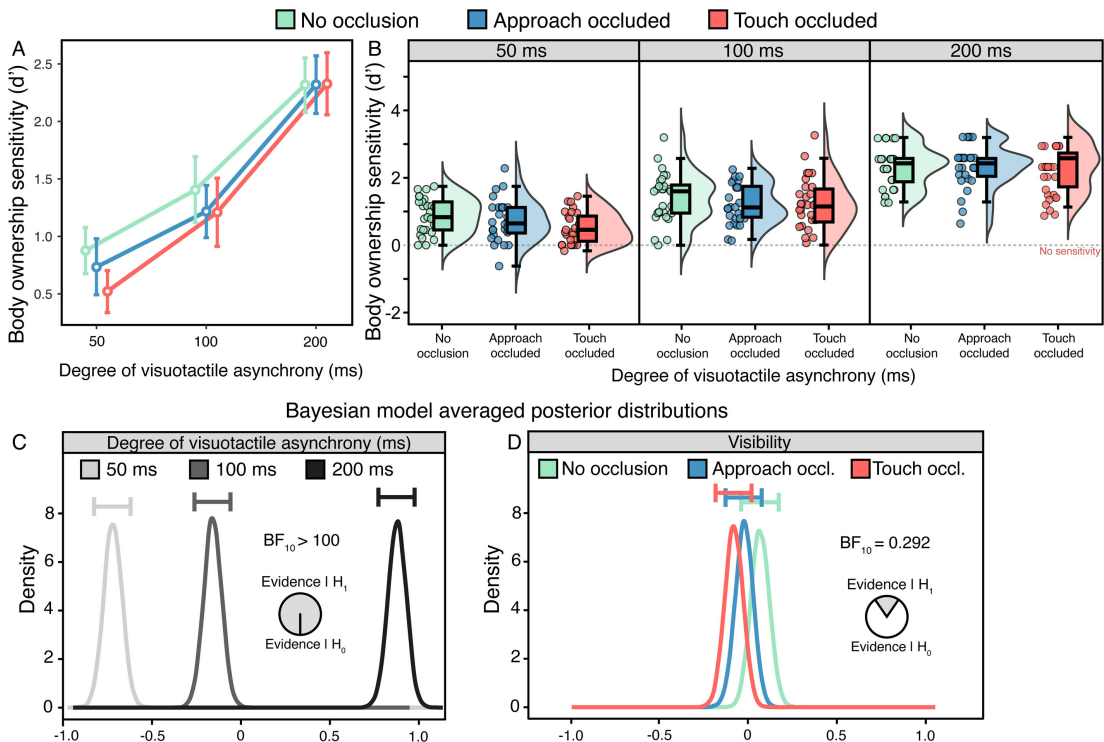 No occlusion Approach occluded Touch occluded
A
Body ownership sensitivity (d')
2.5
2.0
1.5
1.0
0.5
50 100 200
Degree of visuotactile asynchrony (ms)
B
50 ms 100 ms 200 ms
Body ownership sensitivity (d')
4
2
0
-2
No sensitivity
No occlusion Approach occluded Touch occluded No occlusion Approach occluded Touch occluded No occlusion Approach occluded Touch occluded
Degree of visuotactile asynchrony (ms)
Bayesian model averaged posterior distributions
C
Degree of visuotactile asynchrony (ms)
50 ms 100 ms 200 ms
Density
8
6
4
2
0
BF10 > 100
Evidence | H1
Evidence | H0
-1.0 -0.5 0 0.5 1.0
D
Visibility
No occlusion Approach occl. Touch occl.
Density
8
6
4
2
0
BF10 = 0.292
Evidence | H1
Evidence | H0
-1.0 -0.5 0 0.5 1.0